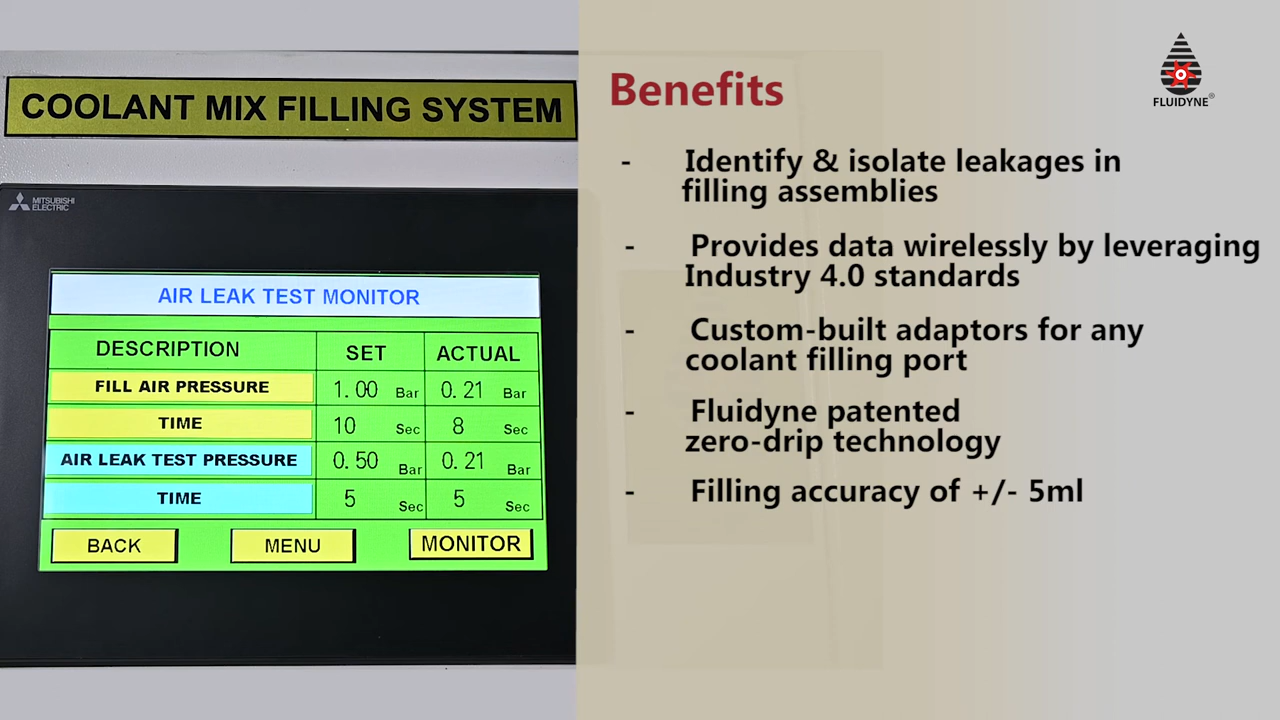 COOLANT MIX FILLING SYSTEM
MITSUBISHI
ELECTRIC
AIR LEAK TEST MONITOR
DESCRIPTION SET ACTUAL
FILL AIR PRESSURE 1.00 Bar 0.21 Bar
TIME 10 Sec 8 Sec
AIR LEAK TEST PRESSURE 0.50 Bar 0.21 Bar
TIME 5 Sec 5 Sec
BACK MENU MONITOR
FLUIDYNE®
Benefits
- Identify & isolate leakages in
filling assemblies
- Provides data wirelessly by leveraging
Industry 4.0 standards
- Custom-built adaptors for any
coolant filling port
- Fluidyne patented
zero-drip technology
- Filling accuracy of +/- 5ml